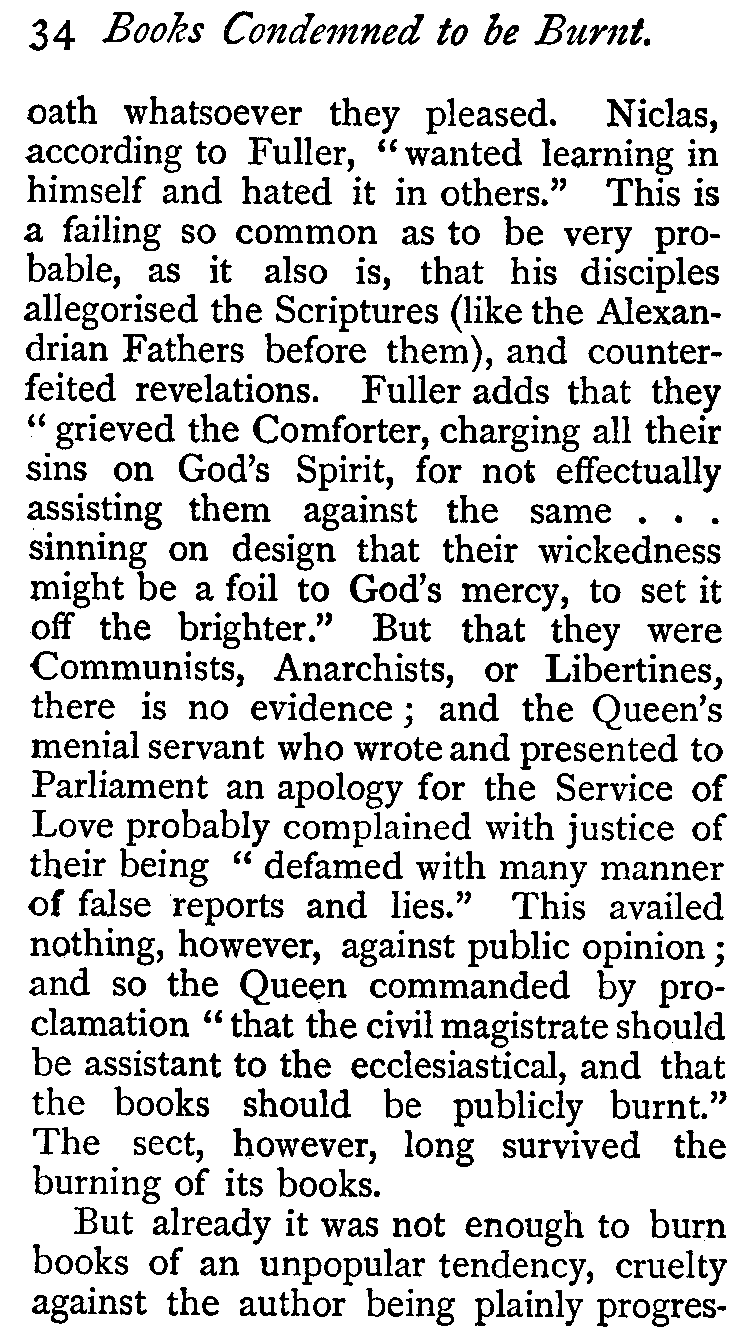 34 Books Condemned to be Burnt.
oath whatsoever they pleased. Niclas,
according to Fuller, “wanted learning in
himself and hated it in others.” This is
a failing so common as to be very pro-
bable, as it also is, that his disciples
allegorised the Scriptures (like the Alexan-
drian Fathers before them), and counter-
feited revelations. Fuller adds that they
“grieved the Comforter, charging all their
sins on God’s Spirit, for not effectually
assisting them against the same . . .
sinning on design that their wickedness
might be a foil to God’s mercy, to set it
off the brighter.” But that they were
Communists, Anarchists, or Libertines,
there is no evidence; and the Queen’s
menial servant who wrote and presented to
Parliament an apology for the Service of
Love probably complained with justice of
their being “defamed with many manner
of false reports and lies.” This availed
nothing, however, against public opinion;
and so the Queen commanded by pro-
clamation “that the civil magistrate should
be assistant to the ecclesiastical, and that
the books should be publicly burnt.”
The sect, however, long survived the
burning of its books.
But already it was not enough to burn
books of an unpopular tendency, cruelty
against the author being plainly progres-